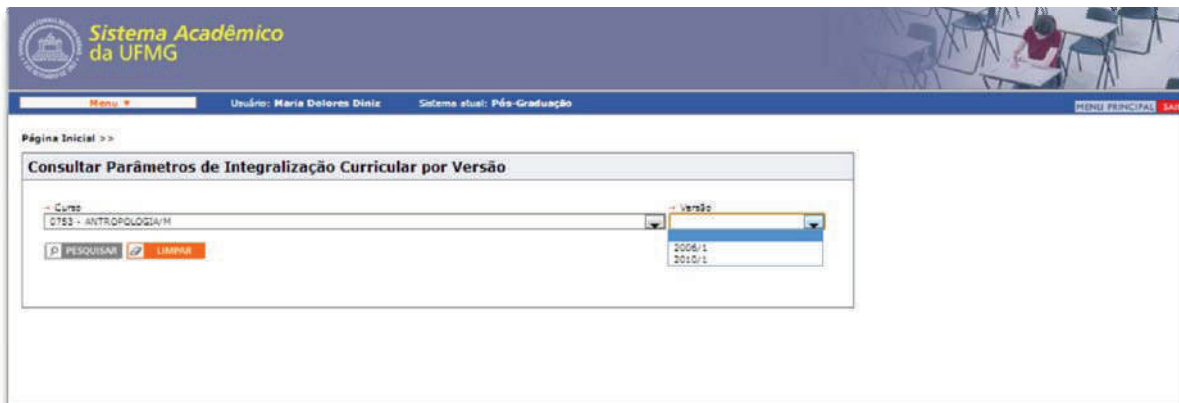 Sistema Acadêmico
da UFMG
Menu ▼ Usuário: Maria Dolores Diniz Sistema atual: Pós-Graduação MENU PRINCIPAL SAIR
Página Inicial >>
Consultar Parâmetros de Integralização Curricular por Versão
Curso Versão
0753 - ANTROPOLOGIA/M
PESQUISAR LIMPAR
2006/1
2010/1